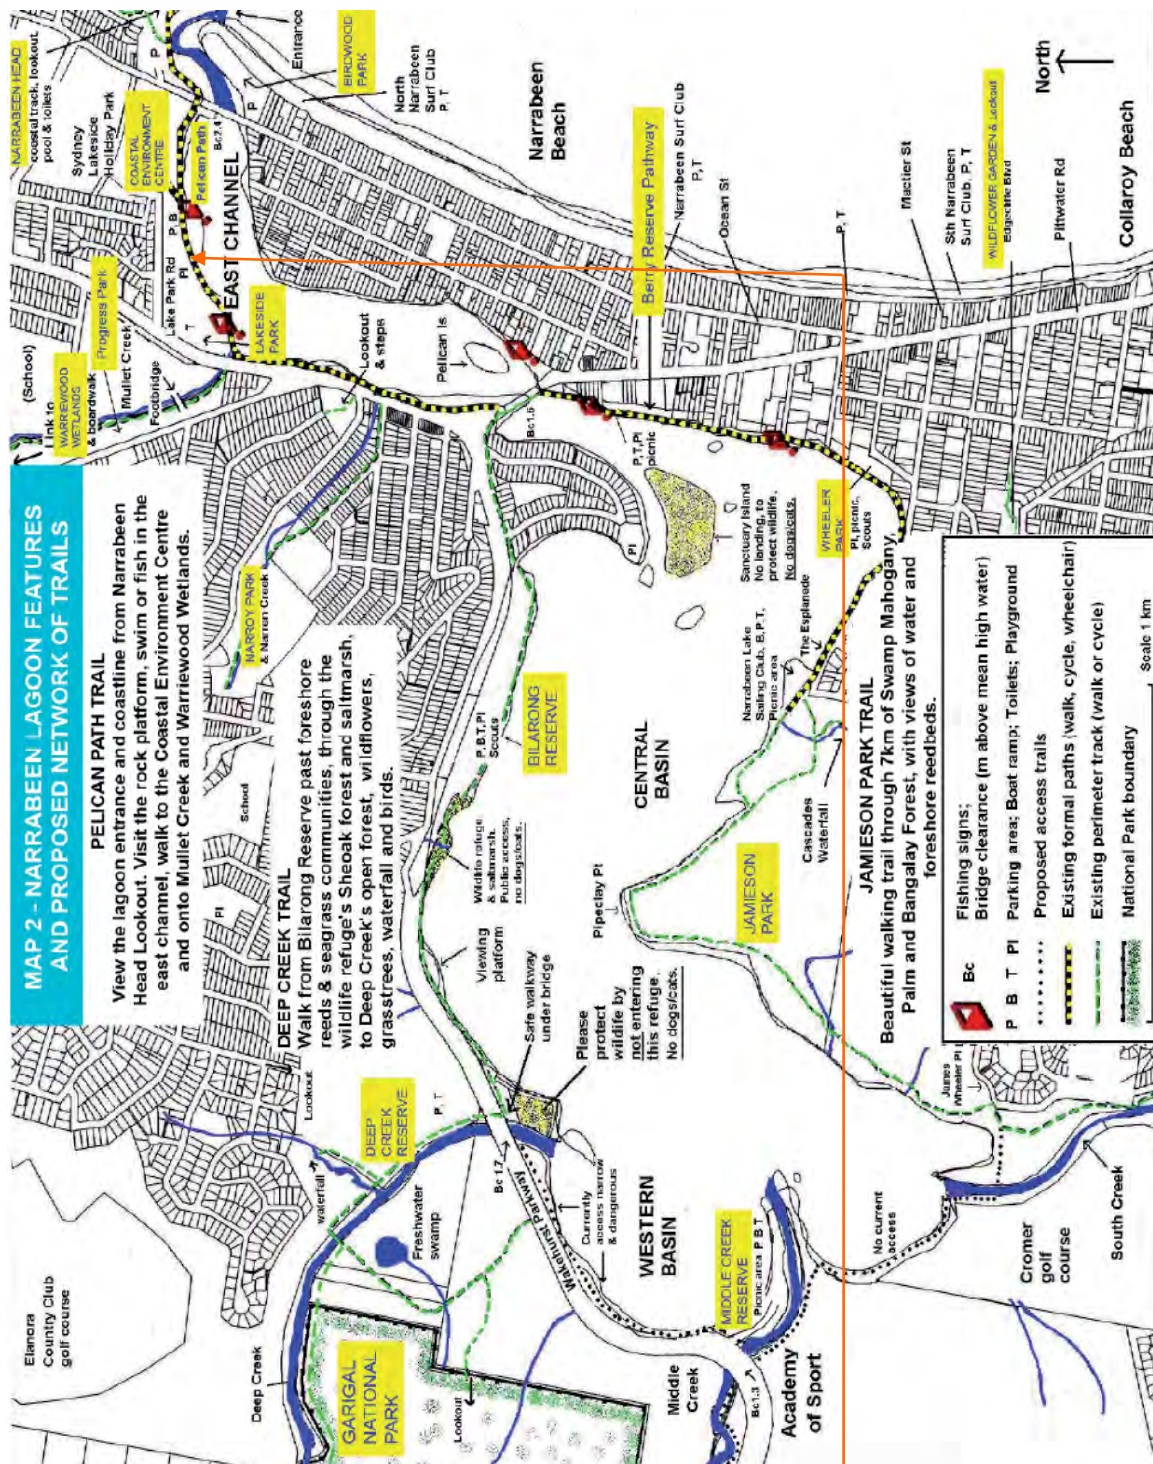 MAP 2 - NARRABEEN LAGOON FEATURES
AND PROPOSED NETWORK OF TRAILS
PELICAN PATH TRAIL
View the lagoon entrance and coastline from Narrabeen
Head Lookout. Visit the rock platform, swim or fish in the
east channel, walk to the Coastal Environment Centre
and onto Mullet Creek and Warriewood Wetlands.
DEEP CREEK TRAIL
Walk from Bilarong Reserve past foreshore
reeds & seagrass communities, through the
wildlife refuge's Sheoak forest and saltmarsh,
to Deep Creek's open forest, wildflowers,
grasstrees, waterfall and birds.
JAMIESON PARK TRAIL
Beautiful walking trail through 7km of Swamp Mahogany,
Palm and Bangalay Forest, with views of water and
foreshore reedbeds.
Elanora
Country Club
golf course
Deep Creek
GARIGAL
NATIONAL
PARK
Lookout
waterfall
Lookout
DEEP
CREEK
RESERVE
P, T
Freshwater
swamp
Bc 1.7
Wakehurst Parkway
Currently
access narrow
& dangerous
WESTERN
BASIN
Middle
Creek
Bc1.3
Academy
of Sport
MIDDLE CREEK
RESERVE
Picnic area P B T
No current
access
Cromer
golf
course
South Creek
James
Wheeler Pl
School
Pl
Viewing
platform
Safe walkway
under bridge
Please
protect
wildlife by
not entering
this refuge.
No dogs/cats.
Wildlife refuge
& saltmarsh.
Public access,
no dogs/cats.
P,B,T,Pl
Scouts
BILARONG
RESERVE
NARROY PARK
& Narren Creek
CENTRAL
BASIN
Pipeclay Pt
JAMIESON
PARK
Cascades
Waterfall
Narrabeen Lake
Sailing Club, B,P,T,
Picnic area
The Esplanade
Sanctuary Island
No landing, to
protect wildlife.
No dogs/cats.
WHEELER
PARK
Pl, picnic,
Scouts
Pl
P,T,Pl
picnic
Bc1.5
Pelican Is.
Lookout
& steps
(School)
Link to
WARRIEWOOD
WETLANDS
& boardwalk
Progress Park
Mullet Creek
Footbridge
Lake Park Rd
T
LAKESIDE
PARK
EAST CHANNEL
Pl
P, B
Pelican Path
Bc2.4
COASTAL
ENVIRONMENT
CENTRE
Sydney
Lakeside
Holiday Park
NARRABEEN HEAD
coastal track, lookout,
pool & toilets
P
P
Entrance
BIRDWOOD
PARK
North
Narrabeen
Surf Club
P, T
Narrabeen
Beach
Berry Reserve Pathway
Narrabeen Surf Club
P,T
Ocean St
P, T
Mactier St
Sth Narrabeen
Surf Club, P, T
WILDFLOWER GARDEN & Lookout
Edgecliffe Blvd
Pittwater Rd
Collaroy Beach
North
Fishing signs;
Bc Bridge clearance (m above mean high water)
P B T Pl Parking area; Boat ramp; Toilets; Playground
Proposed access trails
Existing formal paths (walk, cycle, wheelchair)
Existing perimeter track (walk or cycle)
National Park boundary
Scale 1 km